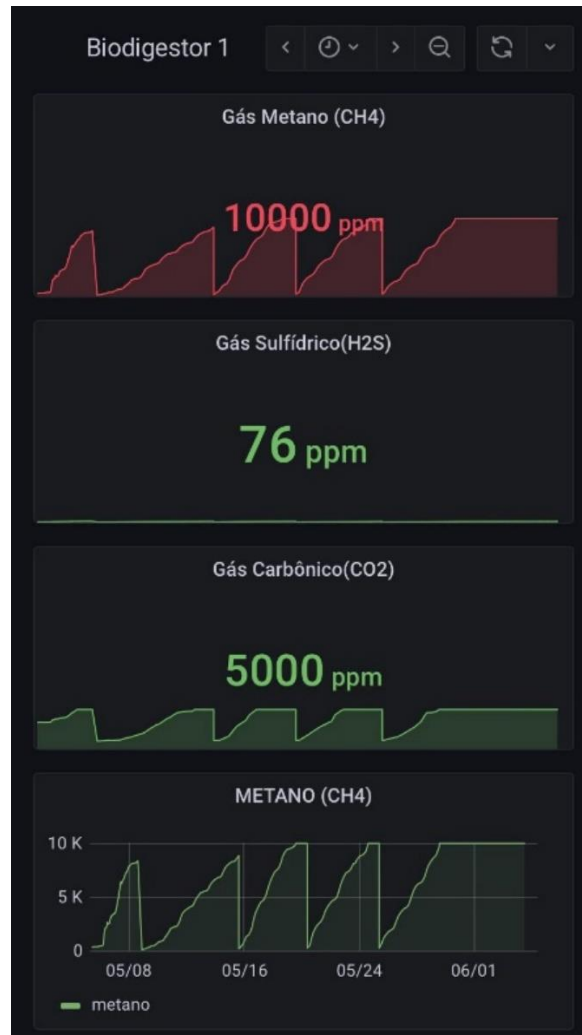 Biodigestor 1
Gás Metano (CH4)
10000 ppm
Gás Sulfídrico(H2S)
76 ppm
Gás Carbônico(CO2)
5000 ppm
METANO (CH4)
10 K
5 K
0
05/08 05/16 05/24 06/01
metano